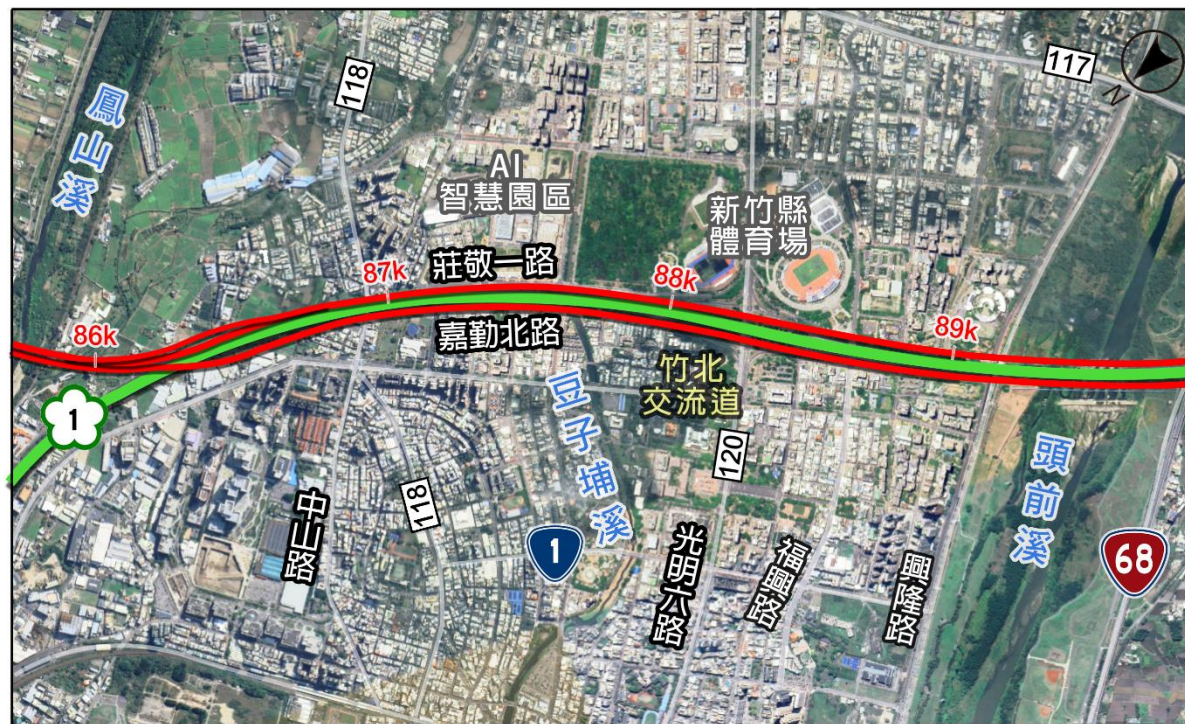 117
N
118
鳳山溪
AI
智慧園區
新竹縣
體育場
莊敬一路
87k
88k
86k
嘉勤北路
89k
竹北
交流道
1
豆子埔溪
120
頭前溪
118
中山路
1
光明六路
福興路
興隆路
68